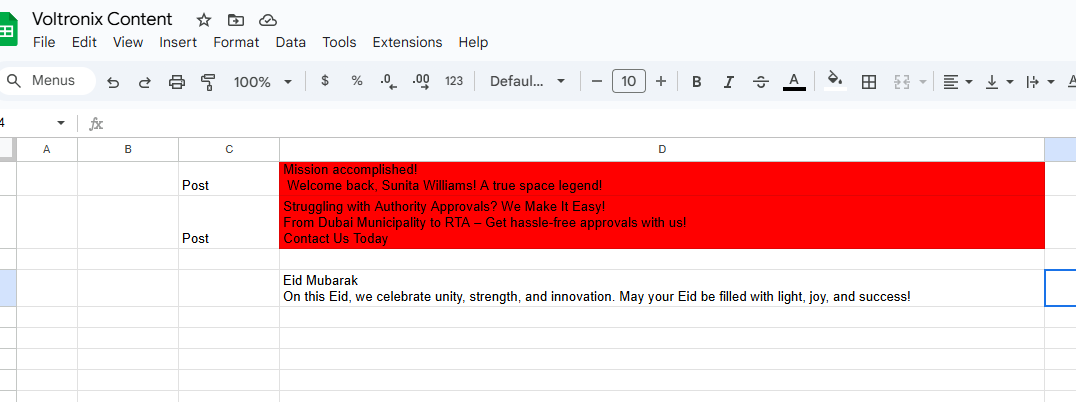 Voltronix Content
File Edit View Insert Format Data Tools Extensions Help
Menus 100% $ % .0 .00 123 Defaul... − 10 + B I A
4 fx
A B C D
Mission accomplished!
Post Welcome back, Sunita Williams! A true space legend!
Struggling with Authority Approvals? We Make It Easy!
From Dubai Municipality to RTA – Get hassle-free approvals with us!
Post Contact Us Today
Eid Mubarak
On this Eid, we celebrate unity, strength, and innovation. May your Eid be filled with light, joy, and success!